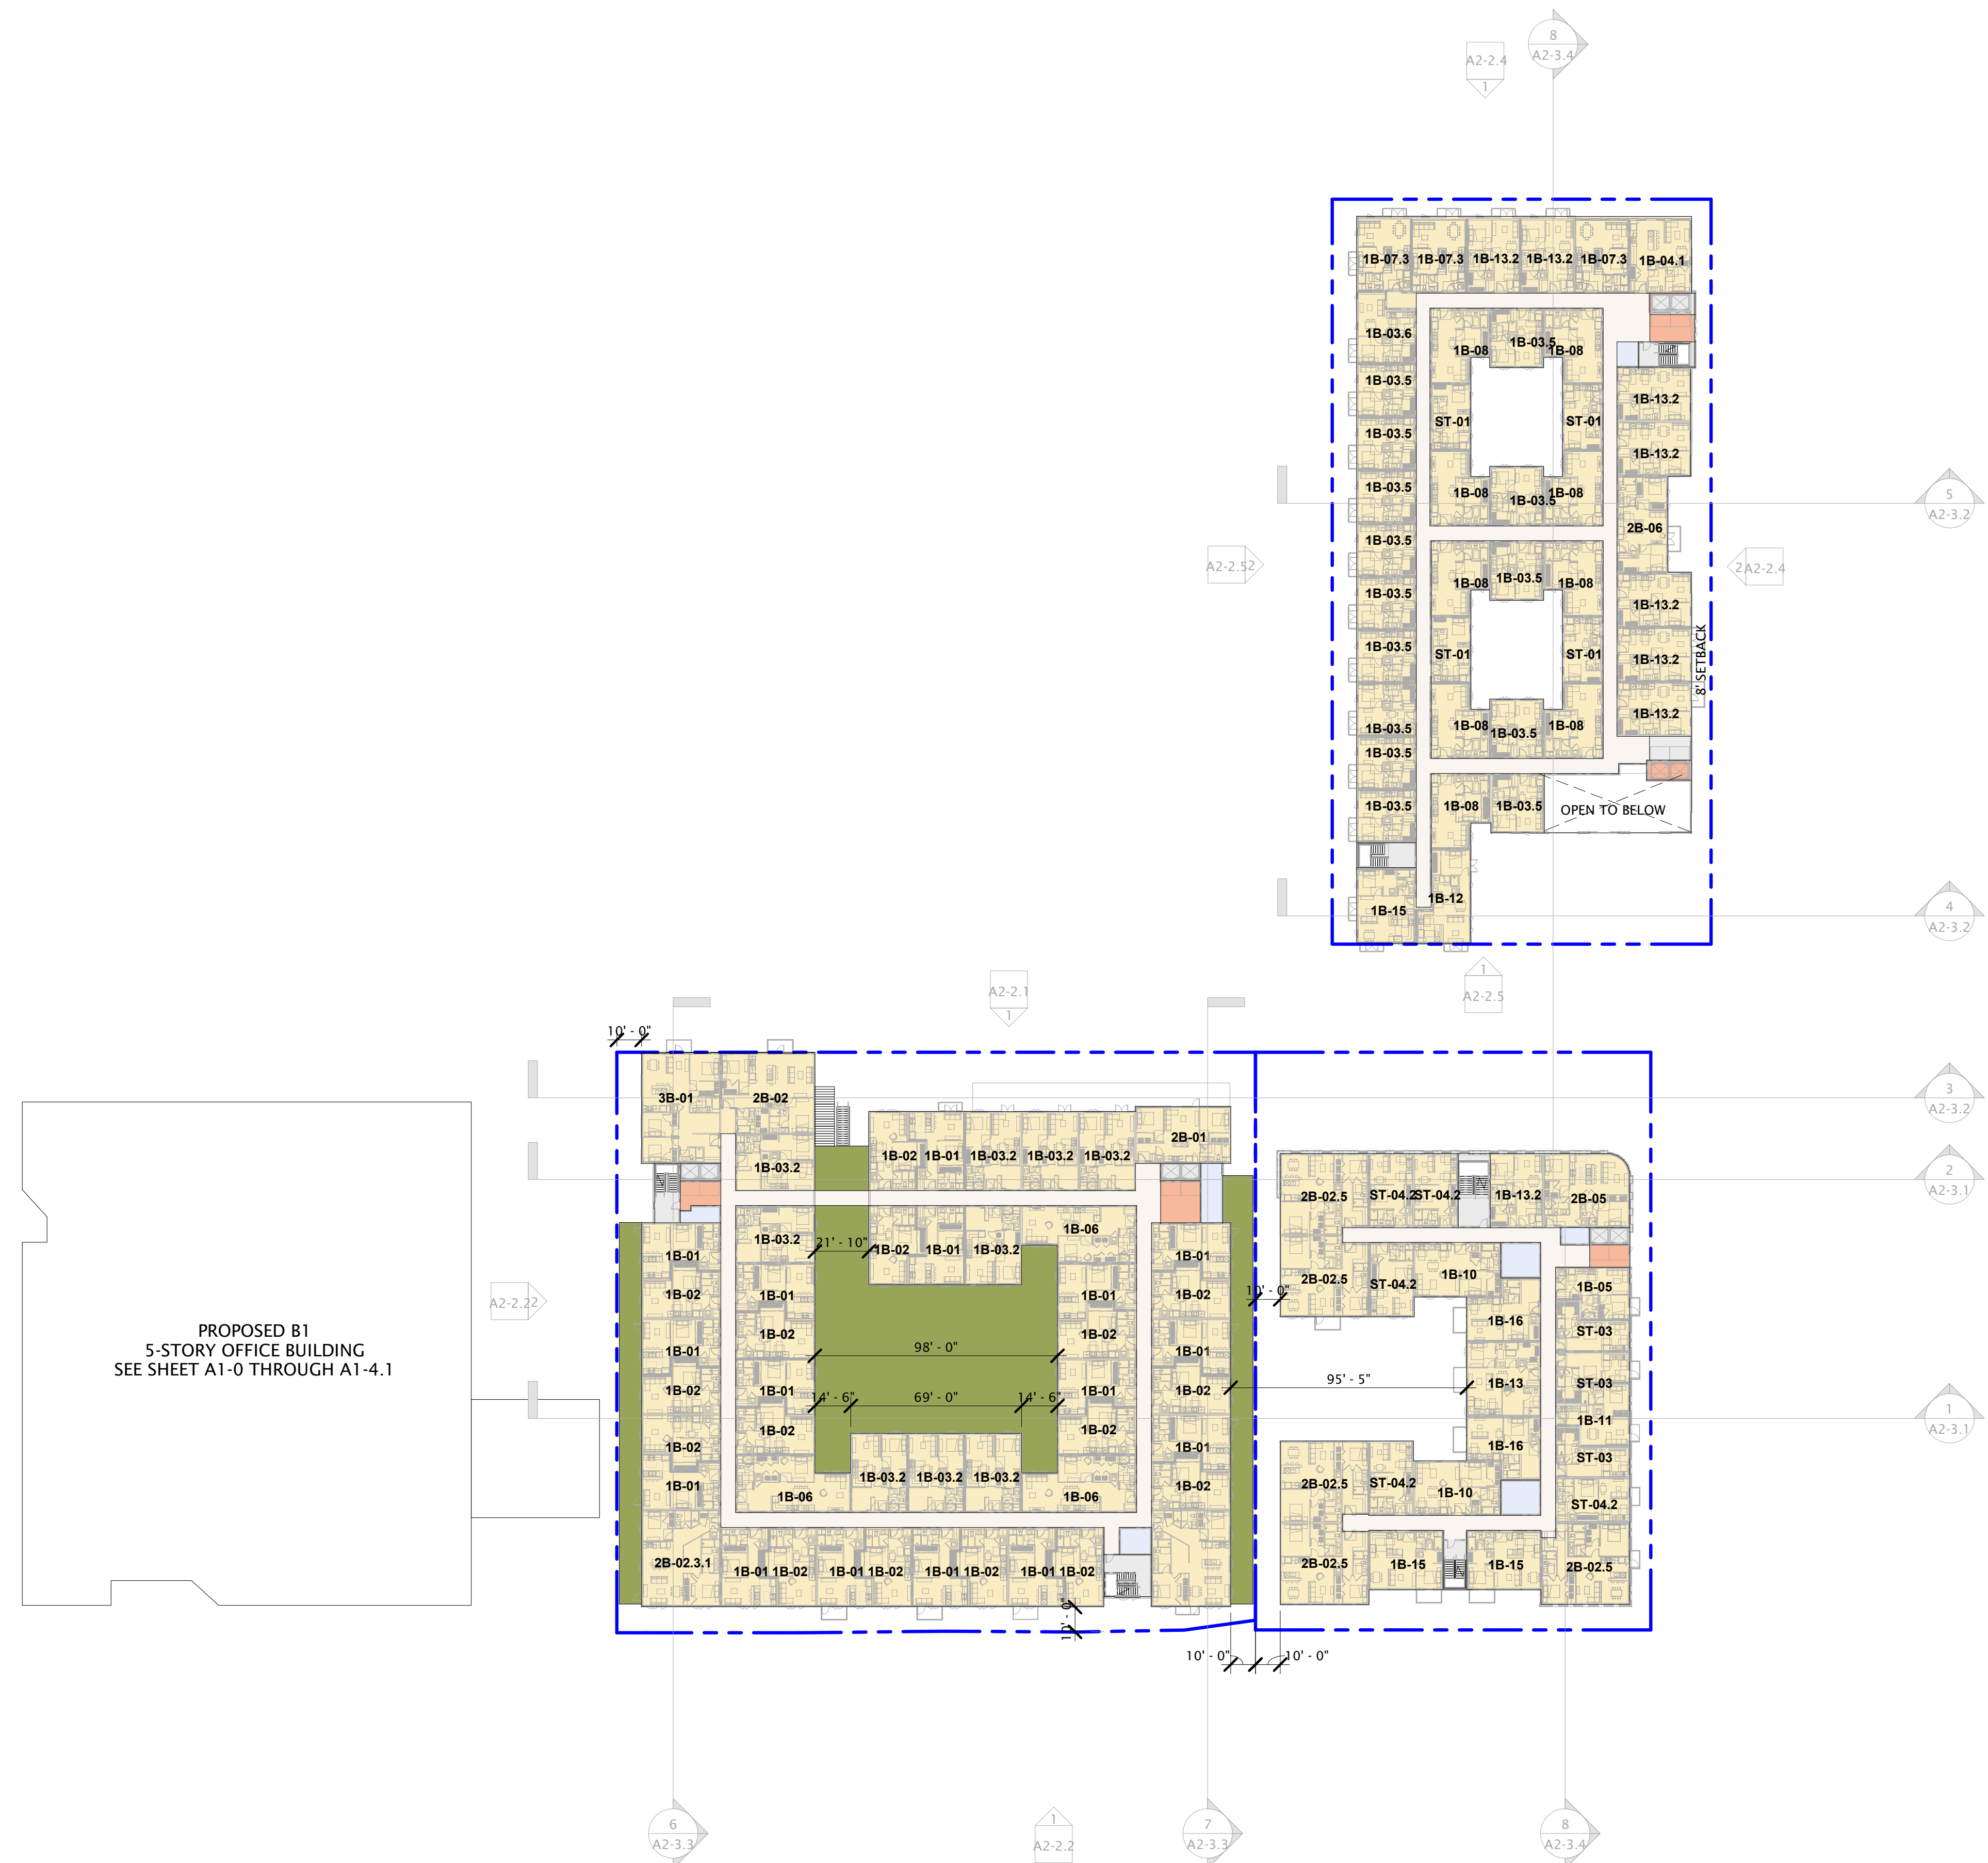 8
A2-3.4
A2-2.4
1
1B-07.3
1B-07.3
1B-13.2
1B-13.2
1B-07.3
1B-04.1
1B-03.6
1B-08
1B-03.5
1B-08
1B-03.5
1B-13.2
ST-01
ST-01
1B-03.5
1B-13.2
1B-03.5
1B-08
1B-03.5
1B-08
5
A2-3.2
2B-06
1B-03.5
A2-2.5
2
2
A2-2.4
1B-08
1B-03.5
1B-08
1B-03.5
1B-13.2
1B-03.5
ST-01
ST-01
1B-13.2
8' SETBACK
1B-03.5
1B-08
1B-03.5
1B-08
1B-13.2
1B-03.5
1B-03.5
1B-08
1B-03.5
OPEN TO BELOW
1B-15
1B-12
4
A2-3.2
A2-2.1
1
1
A2-2.5
10' - 0"
3B-01
2B-02
3
A2-3.2
2B-01
1B-03.2
1B-02
1B-01
1B-03.2
1B-03.2
1B-03.2
2
A2-3.1
2B-02.5
ST-04.2
ST-04.2
1B-13.2
2B-05
1B-03.2
21' - 10"
1B-02
1B-01
1B-03.2
1B-06
1B-01
1B-01
2B-02.5
ST-04.2
1B-10
1B-05
10' - 0"
A2-2.2
2
1B-02
1B-01
1B-01
1B-02
1B-16
ST-03
PROPOSED B1
5-STORY OFFICE BUILDING
SEE SHEET A1-0 THROUGH A1-4.1
1B-01
1B-02
98' - 0"
1B-02
1B-01
1B-02
1B-01
14' - 6"
69' - 0"
14' - 6"
1B-01
1B-02
95' - 5"
1B-13
ST-03
1B-11
1
A2-3.1
1B-02
1B-02
1B-02
1B-01
1B-16
ST-03
1B-01
1B-06
1B-03.2
1B-03.2
1B-03.2
1B-06
1B-02
2B-02.5
ST-04.2
1B-10
ST-04.2
2B-02.3.1
1B-01
1B-02
1B-01
1B-02
1B-01
1B-02
1B-01
1B-02
2B-02.5
1B-15
1B-15
2B-02.5
10' - 0"
10' - 0"
10' - 0"
6
A2-3.3
1
A2-2.2
7
A2-3.3
8
A2-3.4